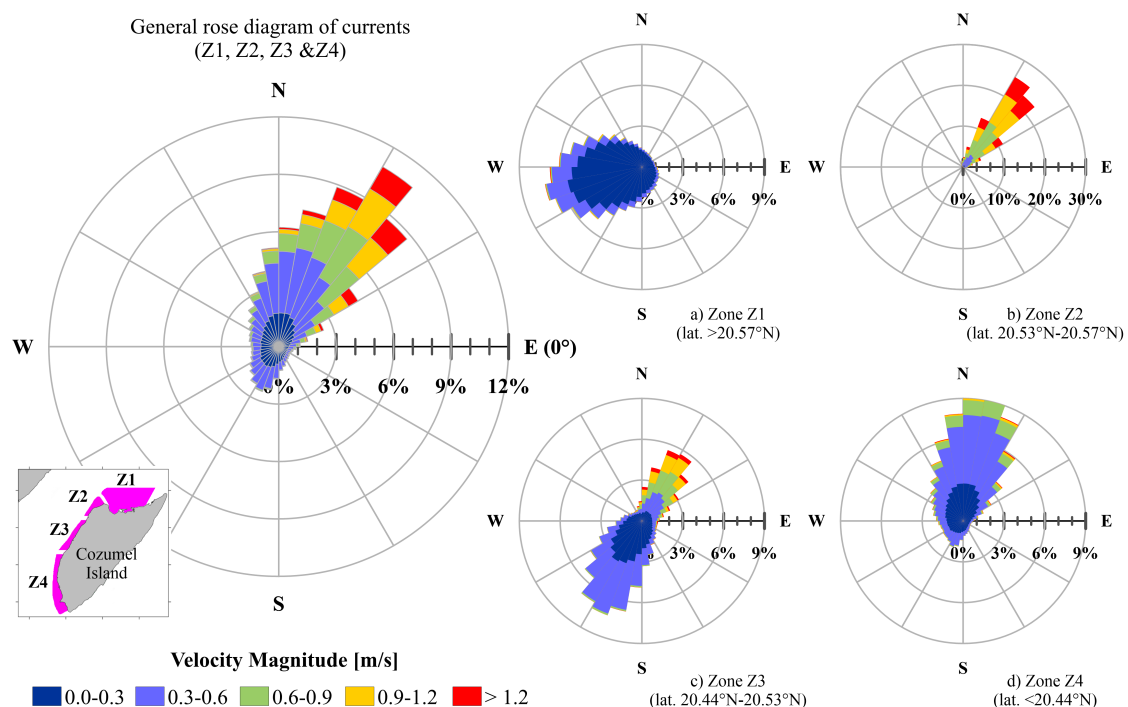 General rose diagram of currents
(Z1, Z2, Z3 &Z4)
N
W
E (0°)
S
0%
3%
6%
9%
12%
Z1
Z2
Z3
Z4
Cozumel
Island
Velocity Magnitude [m/s]
0.0-0.3
0.3-0.6
0.6-0.9
0.9-1.2
> 1.2
N
W
E
S
%
3%
6%
9%
a) Zone Z1
(lat. >20.57°N)
N
W
E
S
0%
10%
20%
30%
b) Zone Z2
(lat. 20.53°N-20.57°N)
N
W
E
S
0%
3%
6%
9%
c) Zone Z3
(lat. 20.44°N-20.53°N)
N
W
E
S
0%
3%
6%
9%
d) Zone Z4
(lat. <20.44°N)